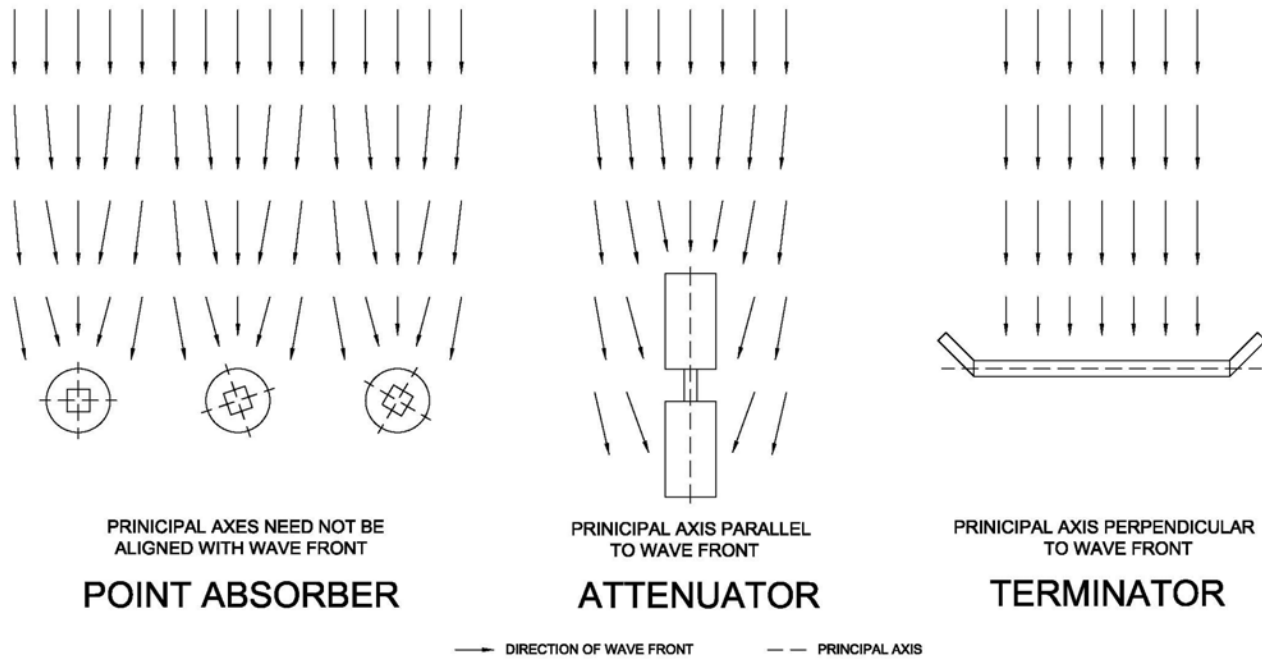 PRINICIPAL AXES NEED NOT BE
ALIGNED WITH WAVE FRONT
POINT ABSORBER
PRINICIPAL AXIS PARALLEL
TO WAVE FRONT
ATTENUATOR
PRINICIPAL AXIS PERPENDICULAR
TO WAVE FRONT
TERMINATOR
DIRECTION OF WAVE FRONT
PRINCIPAL AXIS